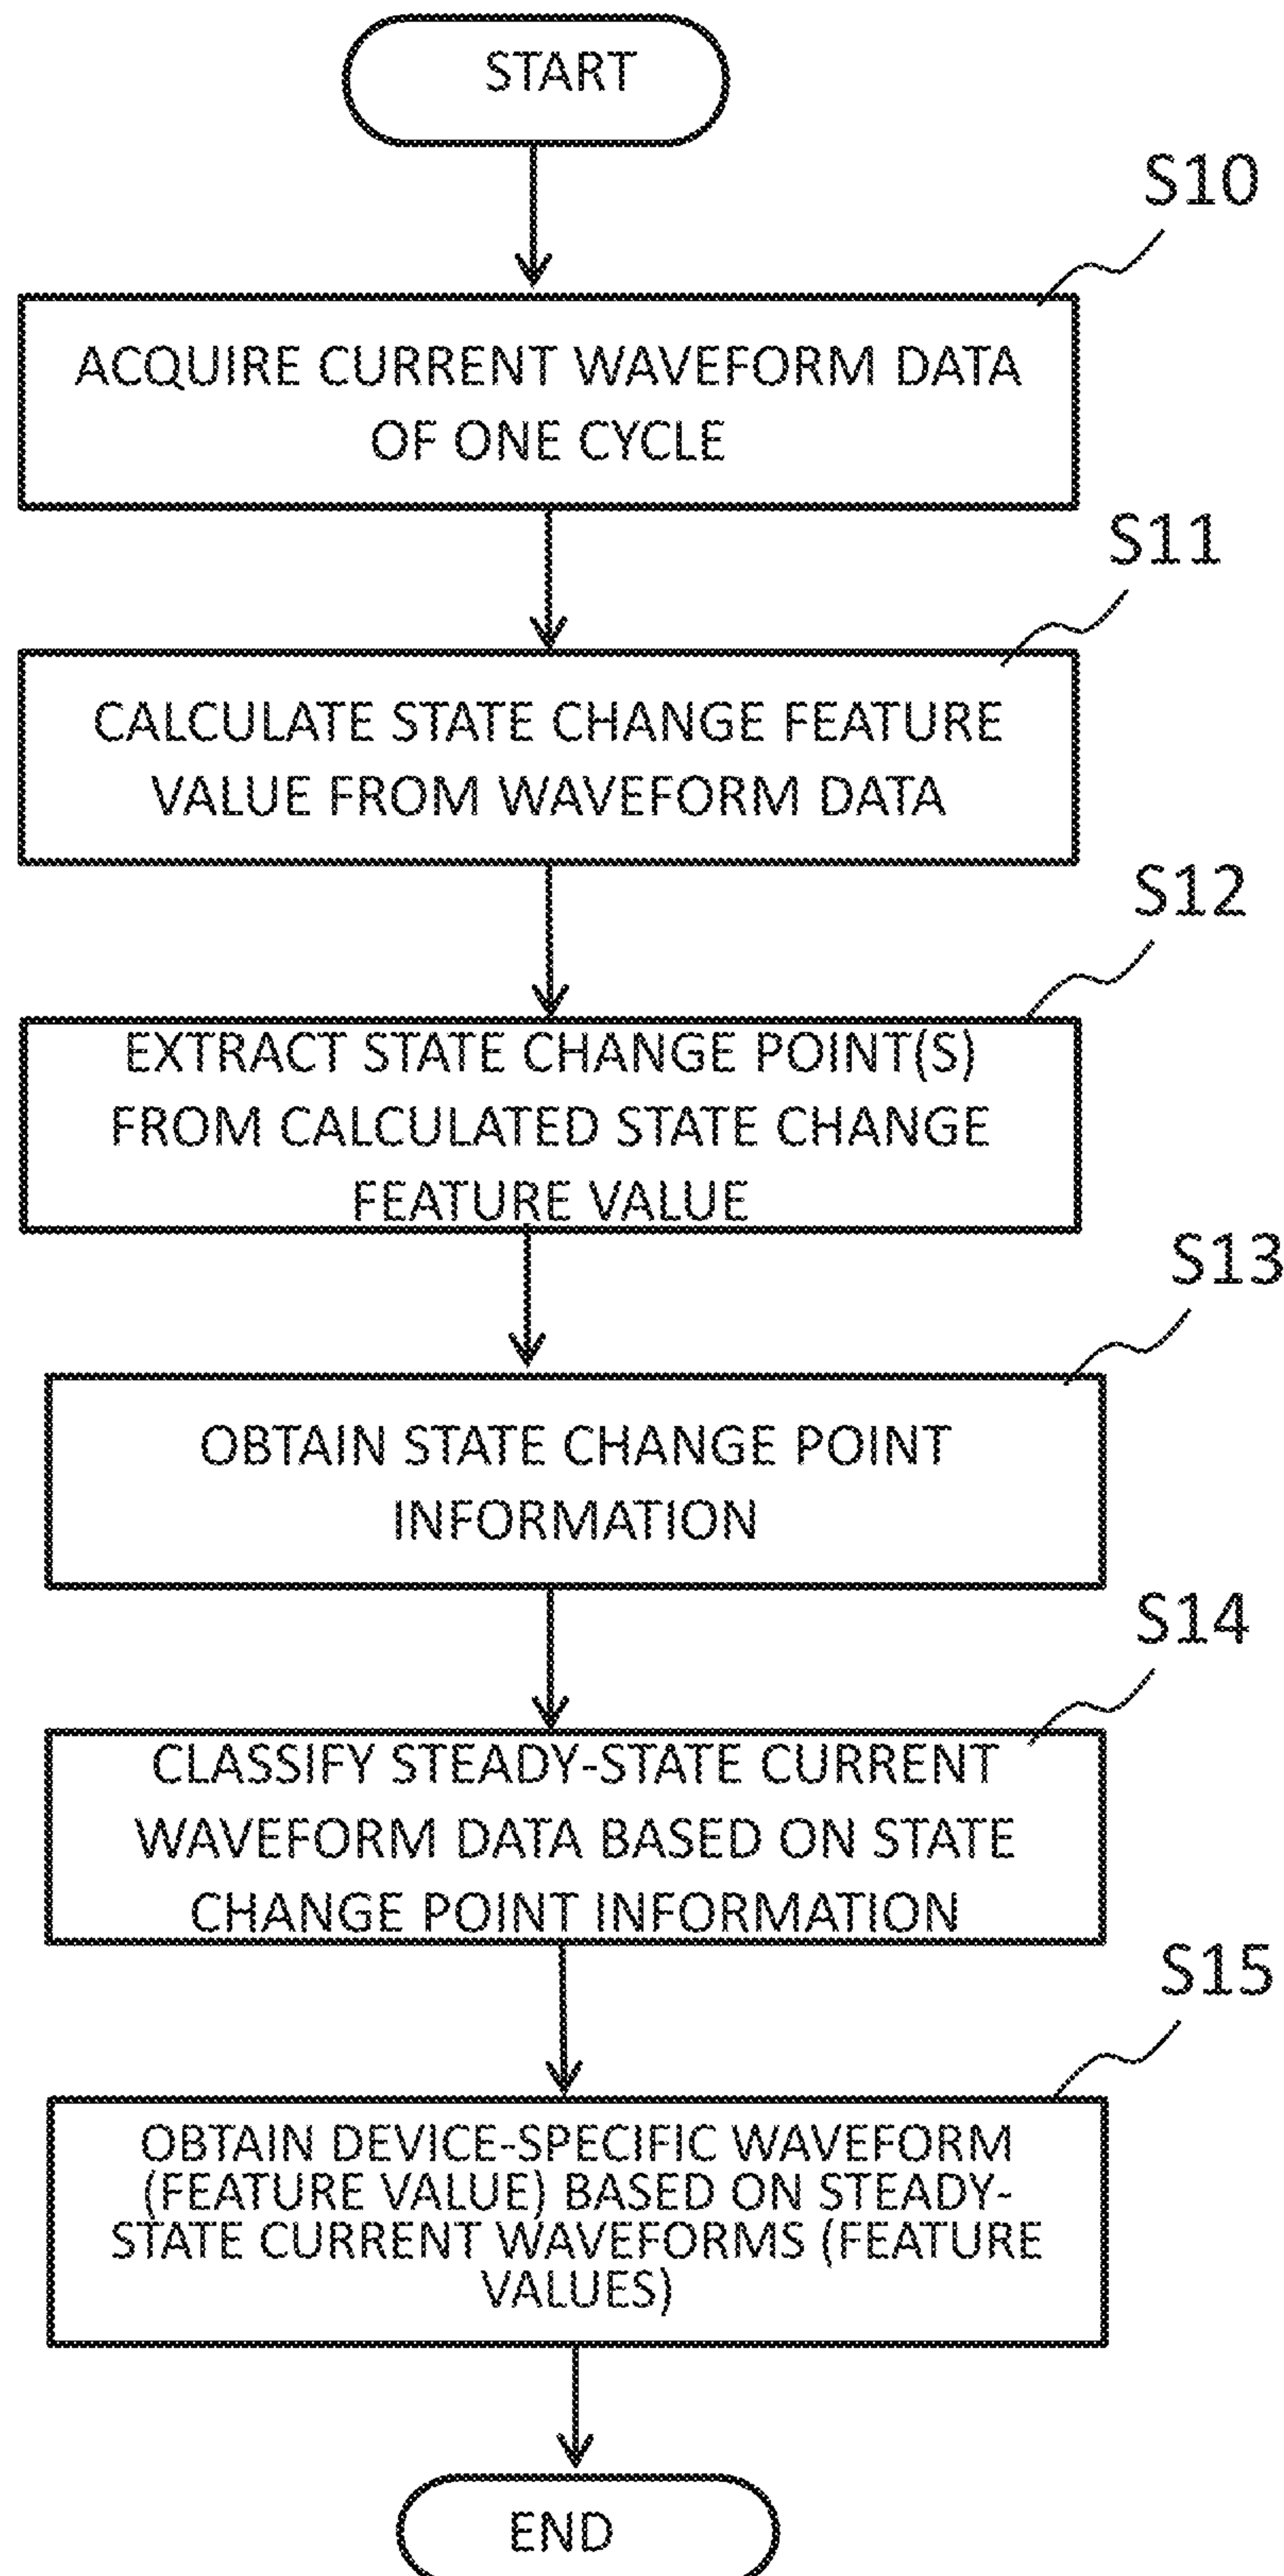 START
S10
ACQUIRE CURRENT WAVEFORM DATA
OF ONE CYCLE
S11
CALCULATE STATE CHANGE FEATURE
VALUE FROM WAVEFORM DATA
S12
EXTRACT STATE CHANGE POINT(S)
FROM CALCULATED STATE CHANGE
FEATURE VALUE
S13
OBTAIN STATE CHANGE POINT
INFORMATION
S14
CLASSIFY STEADY-STATE CURRENT
WAVEFORM DATA BASED ON STATE
CHANGE POINT INFORMATION
S15
OBTAIN DEVICE-SPECIFIC WAVEFORM
(FEATURE VALUE) BASED ON STEADY-
STATE CURRENT WAVEFORMS (FEATURE
VALUES)
END